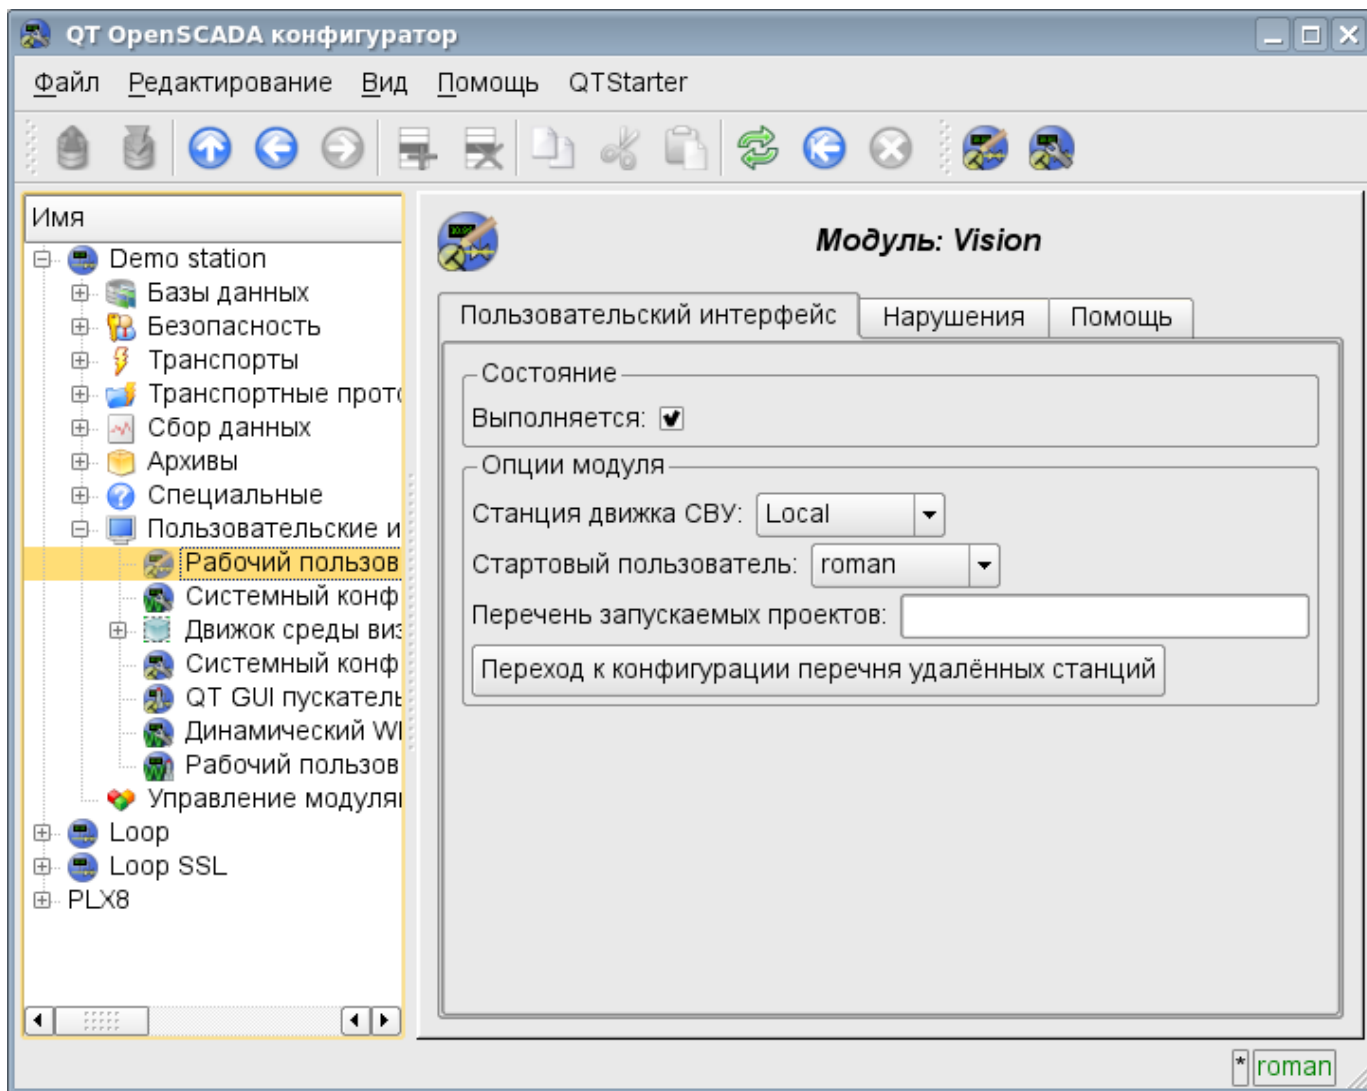 QT OpenSCADA конфигуратор
Файл Редактирование Вид Помощь QTStarter
Имя
Demo station
Базы данных
Безопасность
Транспорты
Транспортные прото
Сбор данных
Архивы
Специальные
Пользовательские и
Рабочий пользов
Системный конф
Движок среды виз
Системный конф
QT GUI пускатель
Динамический WI
Рабочий пользов
Управление модуля
Loop
Loop SSL
PLX8
Модуль: Vision
Пользовательский интерфейс Нарушения Помощь
Состояние
Выполняется:
Опции модуля
Станция движка СВУ: Local
Стартовый пользователь: roman
Перечень запускаемых проектов:
Переход к конфигурации перечня удалённых станций
* roman